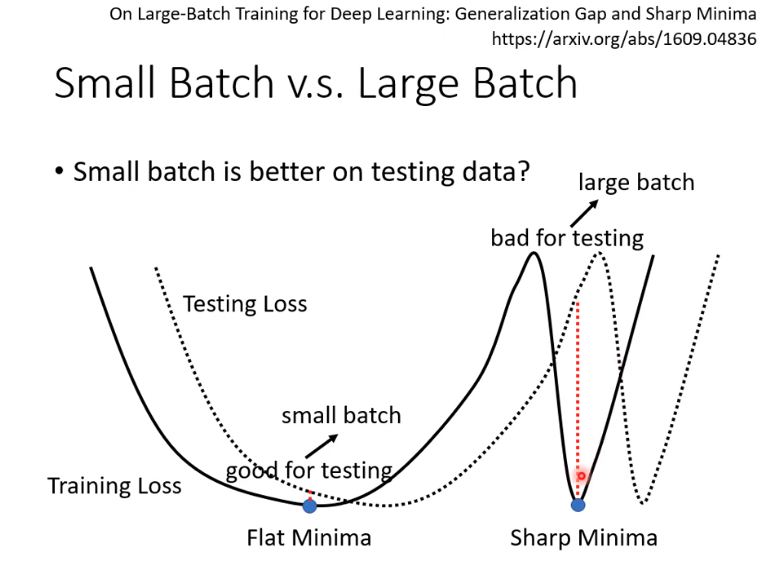 On Large-Batch Training for Deep Learning: Generalization Gap and Sharp Minima
https://arxiv.org/abs/1609.04836
Small Batch v.s. Large Batch
• Small batch is better on testing data?
large batch
bad for testing
Testing Loss
small batch
good for testing
Training Loss
Flat Minima
Sharp Minima